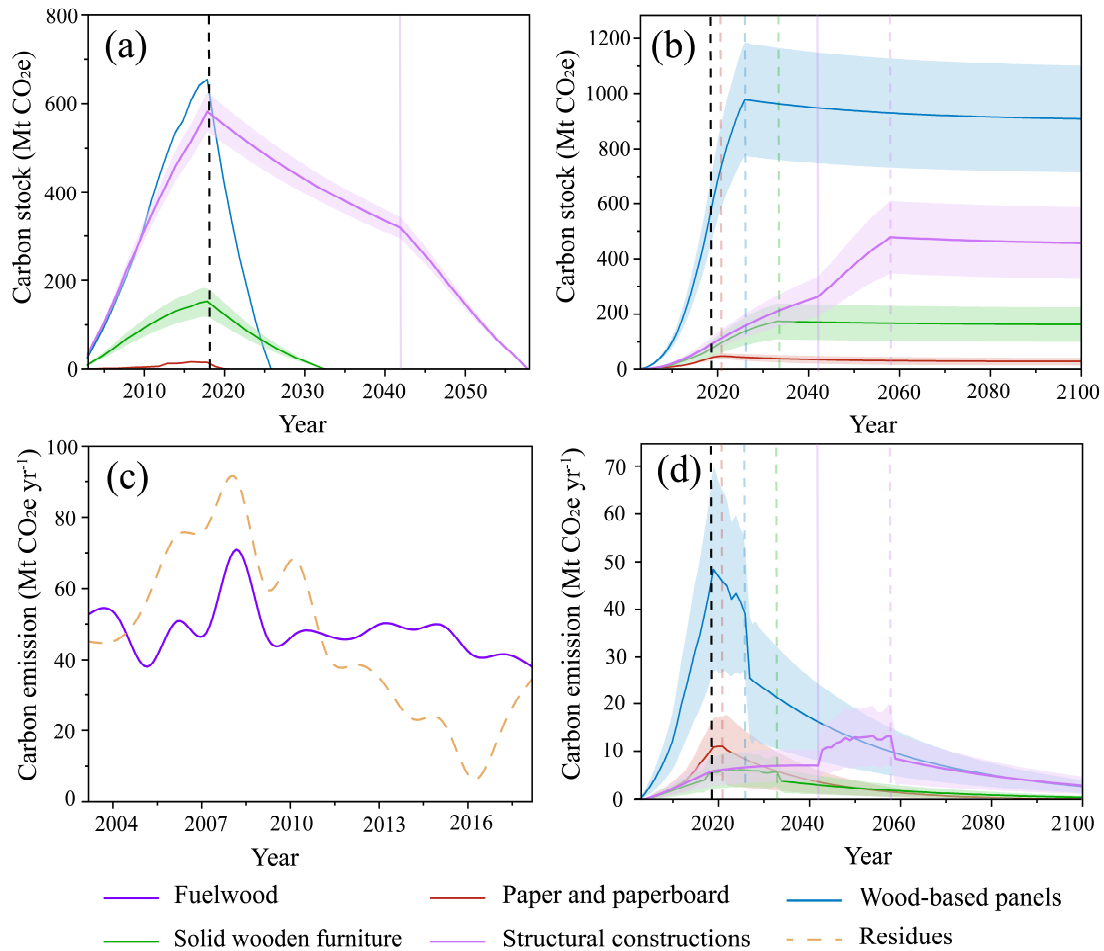 (a)
Carbon stock (Mt CO₂e)
800
600
400
200
0
2010
2020
2030
2040
2050
Year
(b)
Carbon stock (Mt CO₂e)
1200
1000
800
600
400
200
0
2020
2040
2060
2080
2100
Year
(c)
Carbon emission (Mt CO₂e yr⁻¹)
100
80
60
40
20
0
2004
2007
2010
2013
2016
Year
(d)
Carbon emission (Mt CO₂e yr⁻¹)
70
60
50
40
30
20
10
0
2020
2040
2060
2080
2100
Year
Fuelwood
Paper and paperboard
Wood-based panels
Solid wooden furniture
Structural constructions
Residues